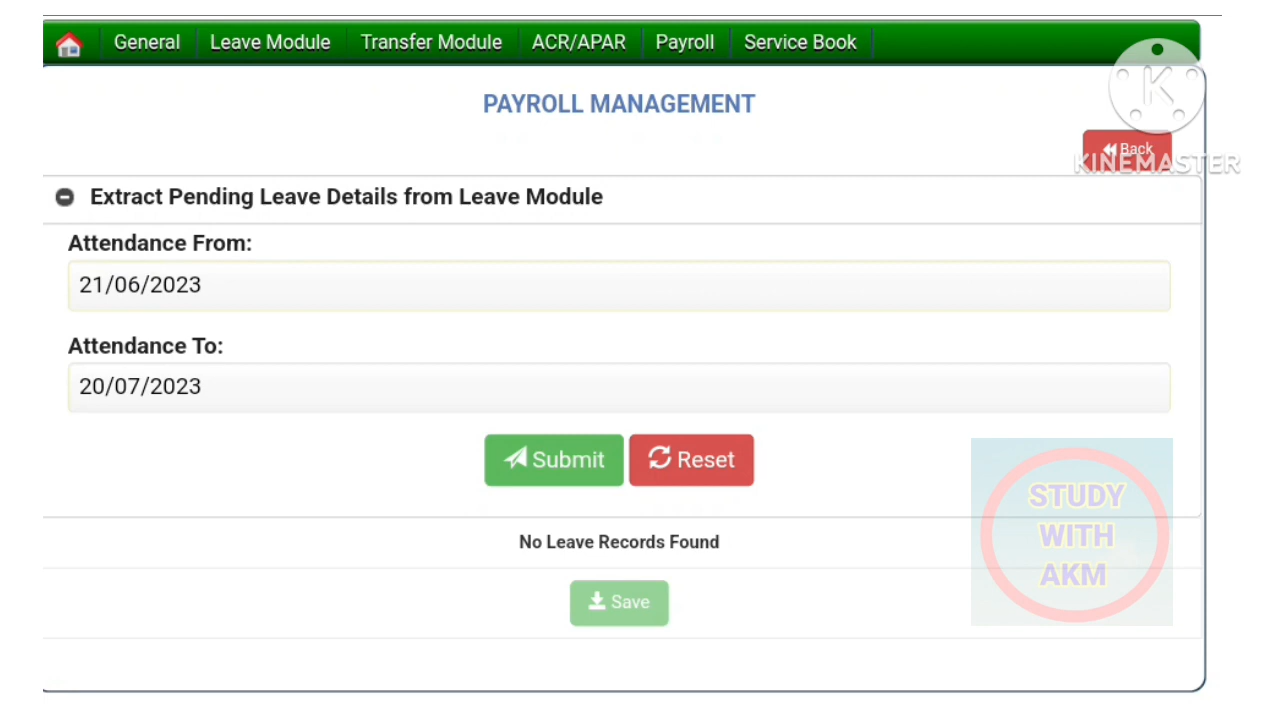 General Leave Module Transfer Module ACR/APAR Payroll Service Book
PAYROLL MANAGEMENT
Back
KINEMASTER
Extract Pending Leave Details from Leave Module
Attendance From:
21/06/2023
Attendance To:
20/07/2023
Submit Reset
STUDY
WITH
AKM
No Leave Records Found
Save